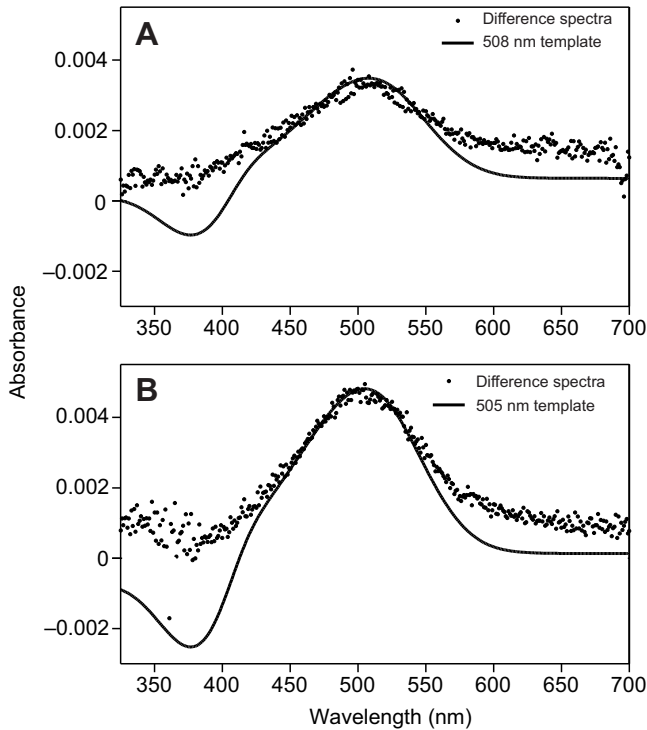 A
Difference spectra
508 nm template
0.004
0.002
0
–0.002
350 400 450 500 550 600 650 700
Absorbance
B
Difference spectra
505 nm template
0.004
0.002
0
–0.002
350 400 450 500 550 600 650 700
Wavelength (nm)